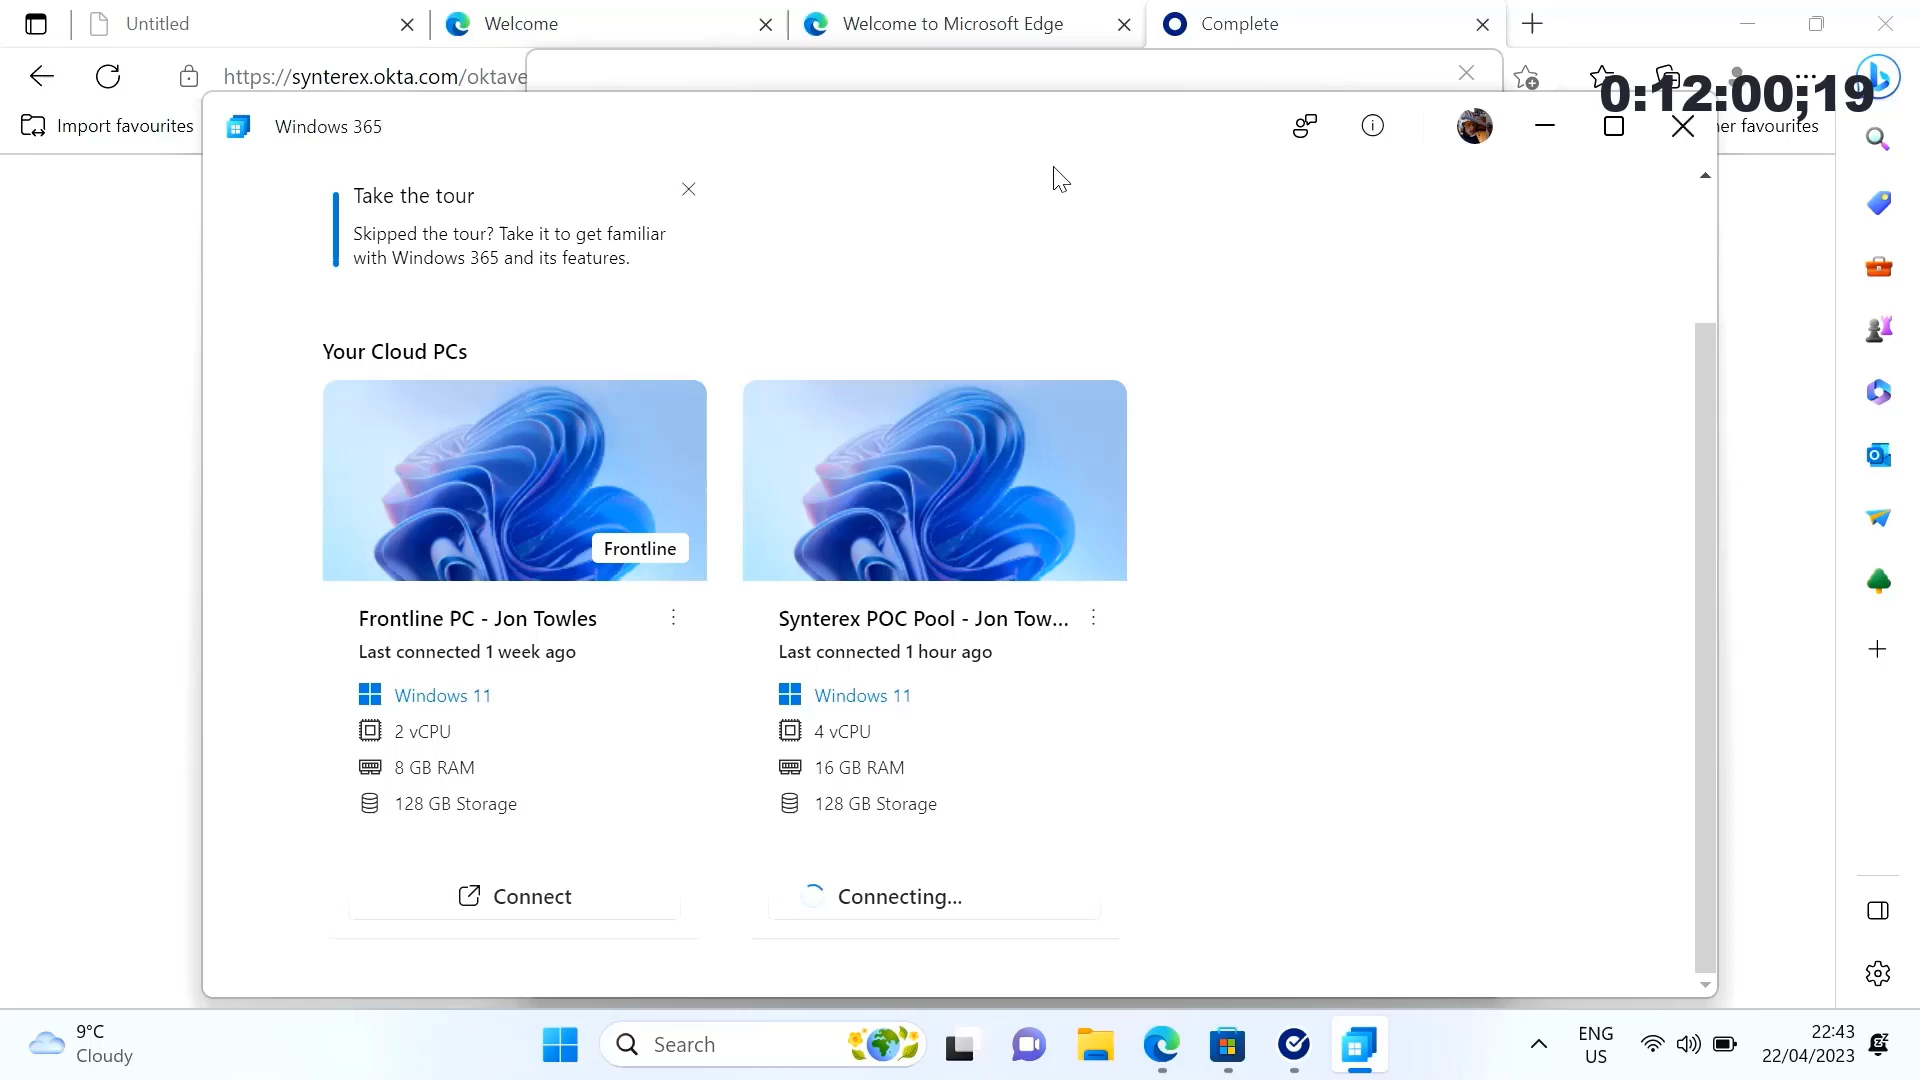 Untitled
Welcome
Welcome to Microsoft Edge
Complete
https://synterex.okta.com/oktave
0:12:00;19
Import favourites
Windows 365
her favourites
Take the tour
Skipped the tour? Take it to get familiar
with Windows 365 and its features.
Your Cloud PCs
Frontline
Frontline PC - Jon Towles
Last connected 1 week ago
Windows 11
2 vCPU
8 GB RAM
128 GB Storage
Connect
Synterex POC Pool - Jon Tow...
Last connected 1 hour ago
Windows 11
4 vCPU
16 GB RAM
128 GB Storage
Connecting...
9°C
Cloudy
Search
ENG
US
22:43
22/04/2023